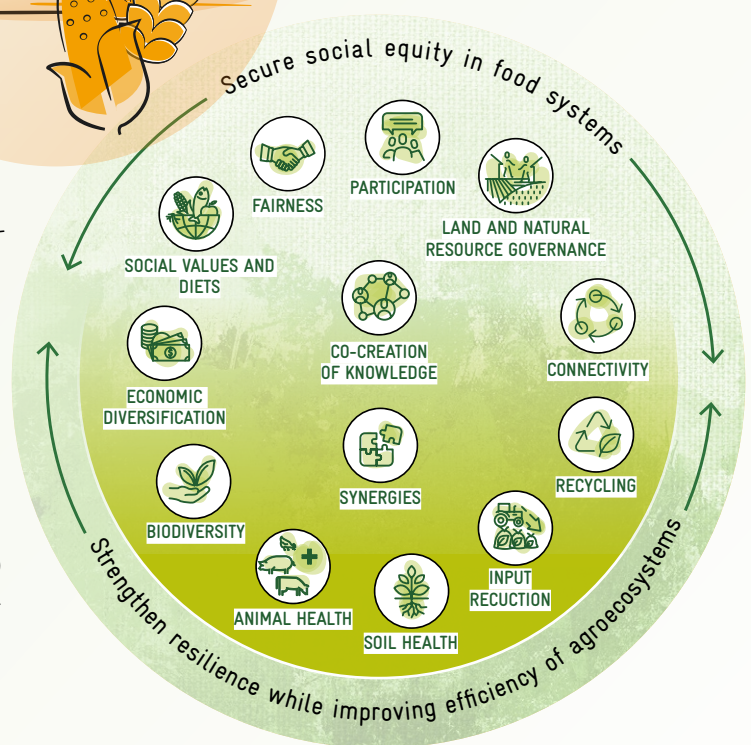 Secure social equity in food systems
PARTICIPATION
FAIRNESS
LAND AND NATURAL
RESOURCE GOVERNANCE
SOCIAL VALUES AND
DIETS
CO-CREATION
OF KNOWLEDGE
CONNECTIVITY
ECONOMIC
DIVERSIFICATION
SYNERGIES
RECYCLING
BIODIVERSITY
INPUT
RECUCTION
ANIMAL HEALTH
SOIL HEALTH
Strengthen resilience while improving efficiency of agroecosystems